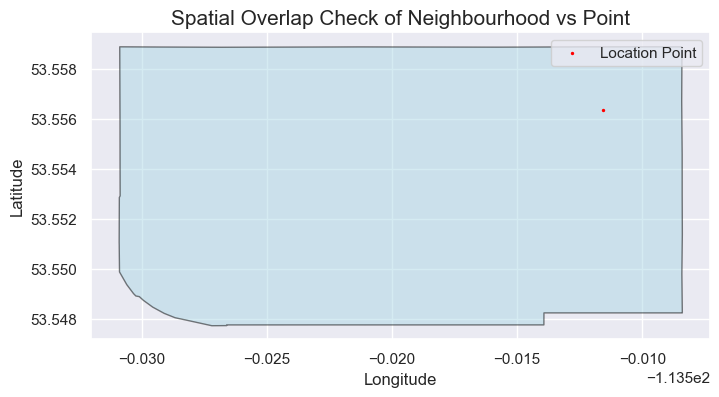 Spatial Overlap Check of Neighbourhood vs Point
Location Point
53.558
53.556
53.554
53.552
53.550
53.548
Latitude
−0.030
−0.025
−0.020
−0.015
−0.010
−1.135e2
Longitude